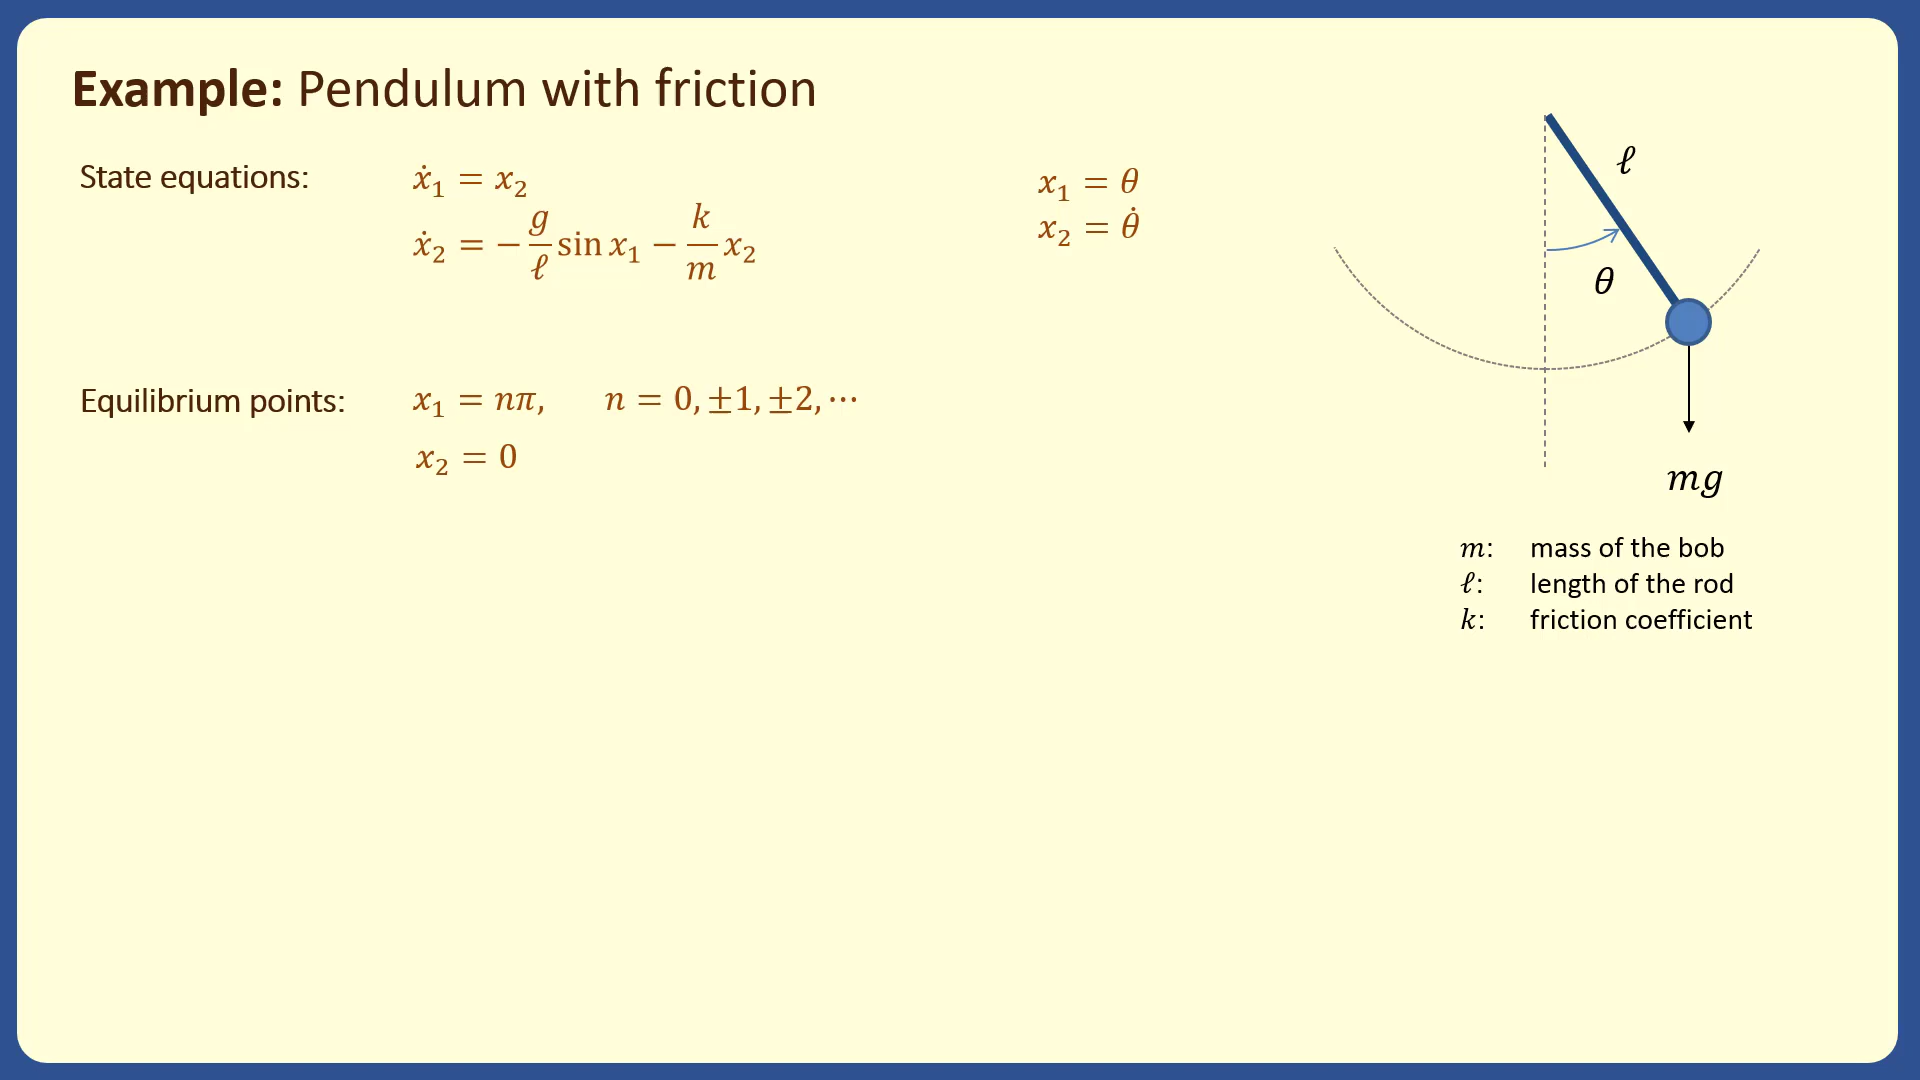 Example: Pendulum with friction
State equations: ẋ₁ = x₂
ẋ₂ = −g/ℓ sin x₁ − k/m x₂
x₁ = θ
x₂ = θ̇
Equilibrium points: x₁ = nπ, n = 0, ±1, ±2, ⋯
x₂ = 0
ℓ
θ
mg
m: mass of the bob
ℓ: length of the rod
k: friction coefficient